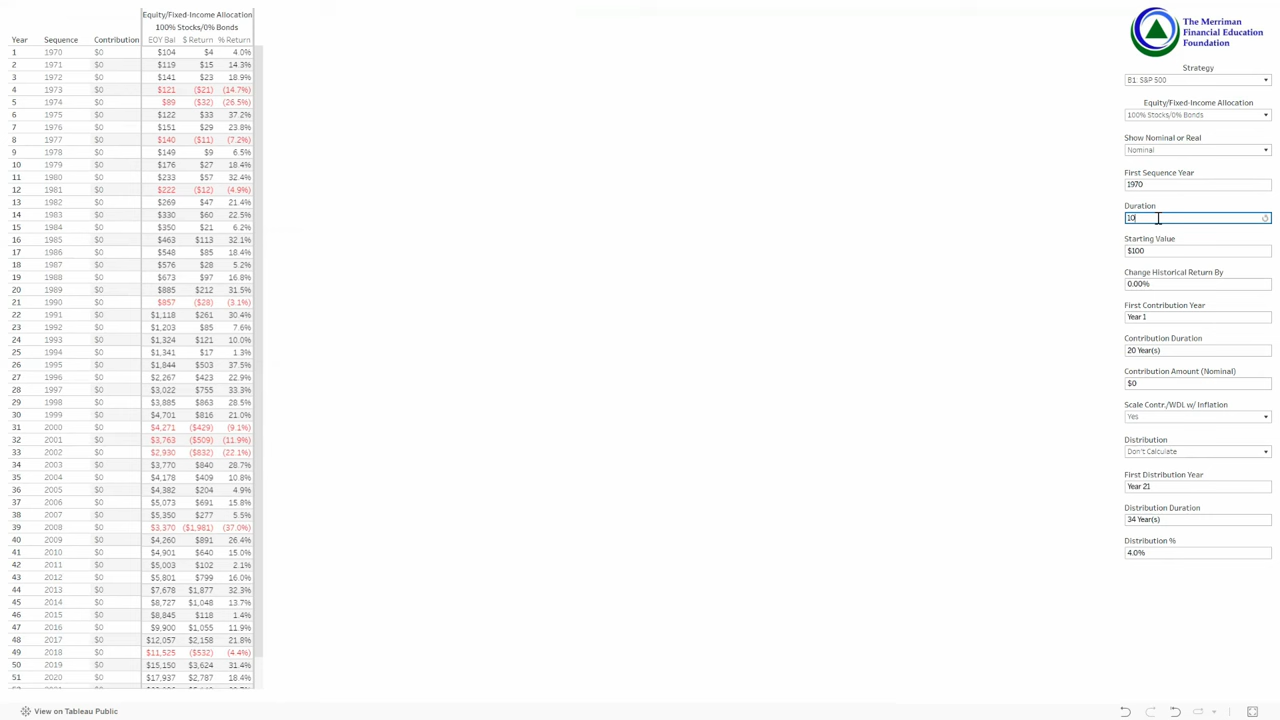 Equity/Fixed-Income Allocation
100% Stocks/0% Bonds
Year Sequence Contribution EOY Bal $ Return % Return
1 1970 $0 $104 $4 4.0%
2 1971 $0 $119 $15 14.3%
3 1972 $0 $141 $23 18.9%
4 1973 $0 $121 ($21) (14.7%)
5 1974 $0 $89 ($32) (26.5%)
6 1975 $0 $122 $33 37.2%
7 1976 $0 $151 $29 23.8%
8 1977 $0 $140 ($11) (7.2%)
9 1978 $0 $149 $9 6.5%
10 1979 $0 $176 $27 18.4%
11 1980 $0 $233 $57 32.4%
12 1981 $0 $222 ($12) (4.9%)
13 1982 $0 $269 $47 21.4%
14 1983 $0 $330 $60 22.5%
15 1984 $0 $350 $21 6.2%
16 1985 $0 $463 $113 32.1%
17 1986 $0 $548 $85 18.4%
18 1987 $0 $576 $28 5.2%
19 1988 $0 $673 $97 16.8%
20 1989 $0 $885 $212 31.5%
21 1990 $0 $857 ($28) (3.1%)
22 1991 $0 $1,118 $261 30.4%
23 1992 $0 $1,203 $85 7.6%
24 1993 $0 $1,324 $121 10.0%
25 1994 $0 $1,341 $17 1.3%
26 1995 $0 $1,844 $503 37.5%
27 1996 $0 $2,267 $423 22.9%
28 1997 $0 $3,022 $755 33.3%
29 1998 $0 $3,885 $863 28.5%
30 1999 $0 $4,701 $816 21.0%
31 2000 $0 $4,271 ($429) (9.1%)
32 2001 $0 $3,763 ($509) (11.9%)
33 2002 $0 $2,930 ($832) (22.1%)
34 2003 $0 $3,770 $840 28.7%
35 2004 $0 $4,178 $409 10.8%
36 2005 $0 $4,382 $204 4.9%
37 2006 $0 $5,073 $691 15.8%
38 2007 $0 $5,350 $277 5.5%
39 2008 $0 $3,370 ($1,981) (37.0%)
40 2009 $0 $4,260 $891 26.4%
41 2010 $0 $4,901 $640 15.0%
42 2011 $0 $5,003 $102 2.1%
43 2012 $0 $5,801 $799 16.0%
44 2013 $0 $7,678 $1,877 32.3%
45 2014 $0 $8,727 $1,048 13.7%
46 2015 $0 $8,845 $118 1.4%
47 2016 $0 $9,900 $1,055 11.9%
48 2017 $0 $12,057 $2,158 21.8%
49 2018 $0 $11,525 ($532) (4.4%)
50 2019 $0 $15,150 $3,624 31.4%
51 2020 $0 $17,937 $2,787 18.4%
The Merriman
Financial Education
Foundation
Strategy
B1: S&P 500
Equity/Fixed-Income Allocation
100% Stocks/0% Bonds
Show Nominal or Real
Nominal
First Sequence Year
1970
Duration
10
Starting Value
$100
Change Historical Return By
0.00%
First Contribution Year
Year 1
Contribution Duration
20 Year(s)
Contribution Amount (Nominal)
$0
Scale Contr./WDL w/ Inflation
Yes
Distribution
Don't Calculate
First Distribution Year
Year 21
Distribution Duration
34 Year(s)
Distribution %
4.0%
View on Tableau Public